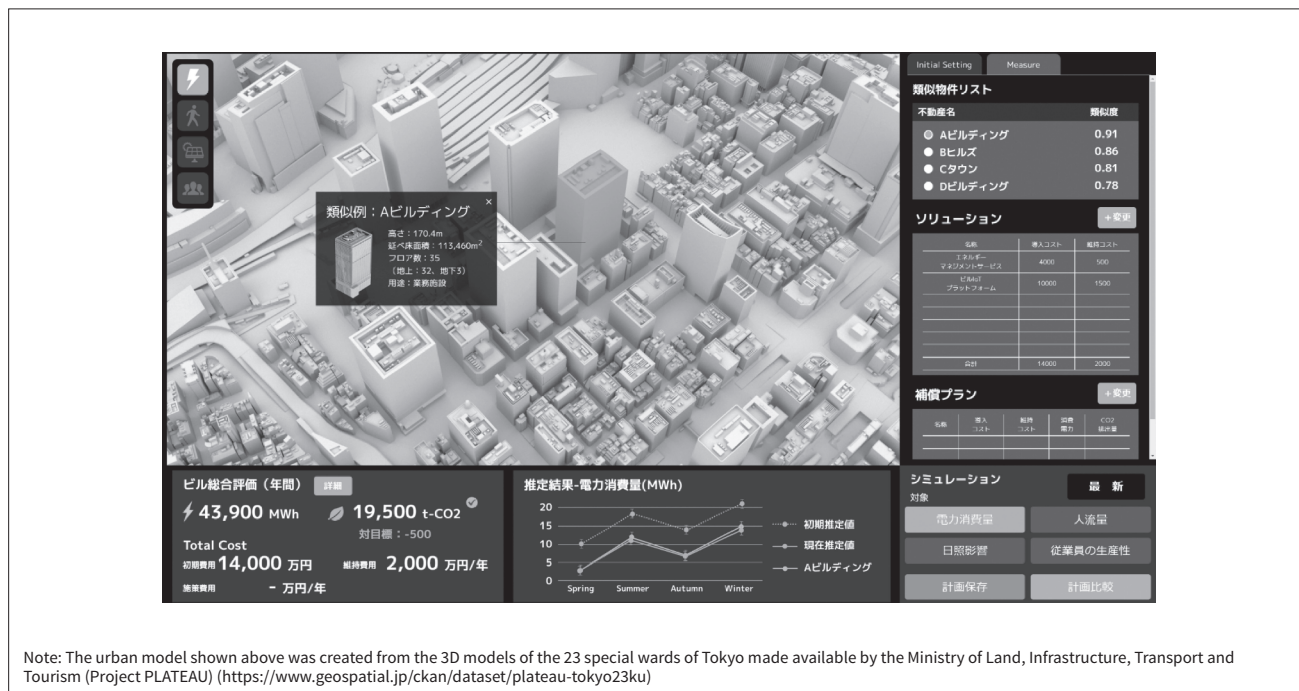 Initial Setting
Measure
類似物件リスト
不動産名 類似度
Aビルディング 0.91
Bヒルズ 0.86
Cタウン 0.81
Dビルディング 0.78
類似例：Aビルディング ×
高さ：170.4m
延べ床面積：113,460m²
フロア数：35
（地上：32、地下3）
用途：業務施設
ソリューション +変更
名称 導入コスト 維持コスト
エネルギー
マネジメントサービス 4000 500
ビルIoT
プラットフォーム 10000 1500
合計 14000 2000
補償プラン +変更
名称 導入コスト 維持コスト 消費電力 CO2排出量
ビル総合評価（年間） 詳細
43,900 MWh 19,500 t-CO2
対目標：-500
Total Cost
初期費用 14,000 万円 維持費用 2,000 万円/年
施策費用 - 万円/年
推定結果-電力消費量(MWh)
20
15
10
5
0
Spring Summer Autumn Winter
初期推定値
現在推定値
Aビルディング
シミュレーション 最 新
対象
電力消費量 人流量
日照影響 従業員の生産性
計画保存 計画比較
Note: The urban model shown above was created from the 3D models of the 23 special wards of Tokyo made available by the Ministry of Land, Infrastructure, Transport and
Tourism (Project PLATEAU) (https://www.geospatial.jp/ckan/dataset/plateau-tokyo23ku)